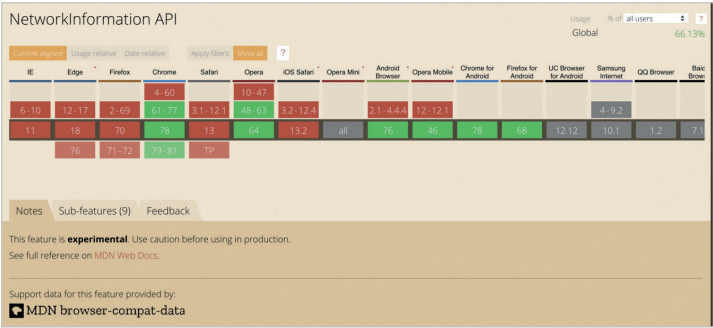 NetworkInformation API
Usage % of all users ?
Global 66.13%
Current aligned Usage relative Date relative Apply filters Show all ?
IE Edge * Firefox Chrome Safari Opera iOS Safari * Opera Mini * Android Browser * Opera Mobile * Chrome for Android Firefox for Android UC Browser for Android Samsung Internet QQ Browser
4-60 10-47
6-10 12-17 2-69 61-77 3.1-12.1 48-63 3.2-12.4 2.1-4.4.4 12-12.1 4-9.2
11 18 70 78 13 64 13.2 all 76 46 78 68 12.12 10.1 1.2 7.1
76 71-72 79-81 TP
Notes Sub-features (9) Feedback
This feature is experimental. Use caution before using in production.
See full reference on MDN Web Docs.
Support data for this feature provided by:
MDN browser-compat-data